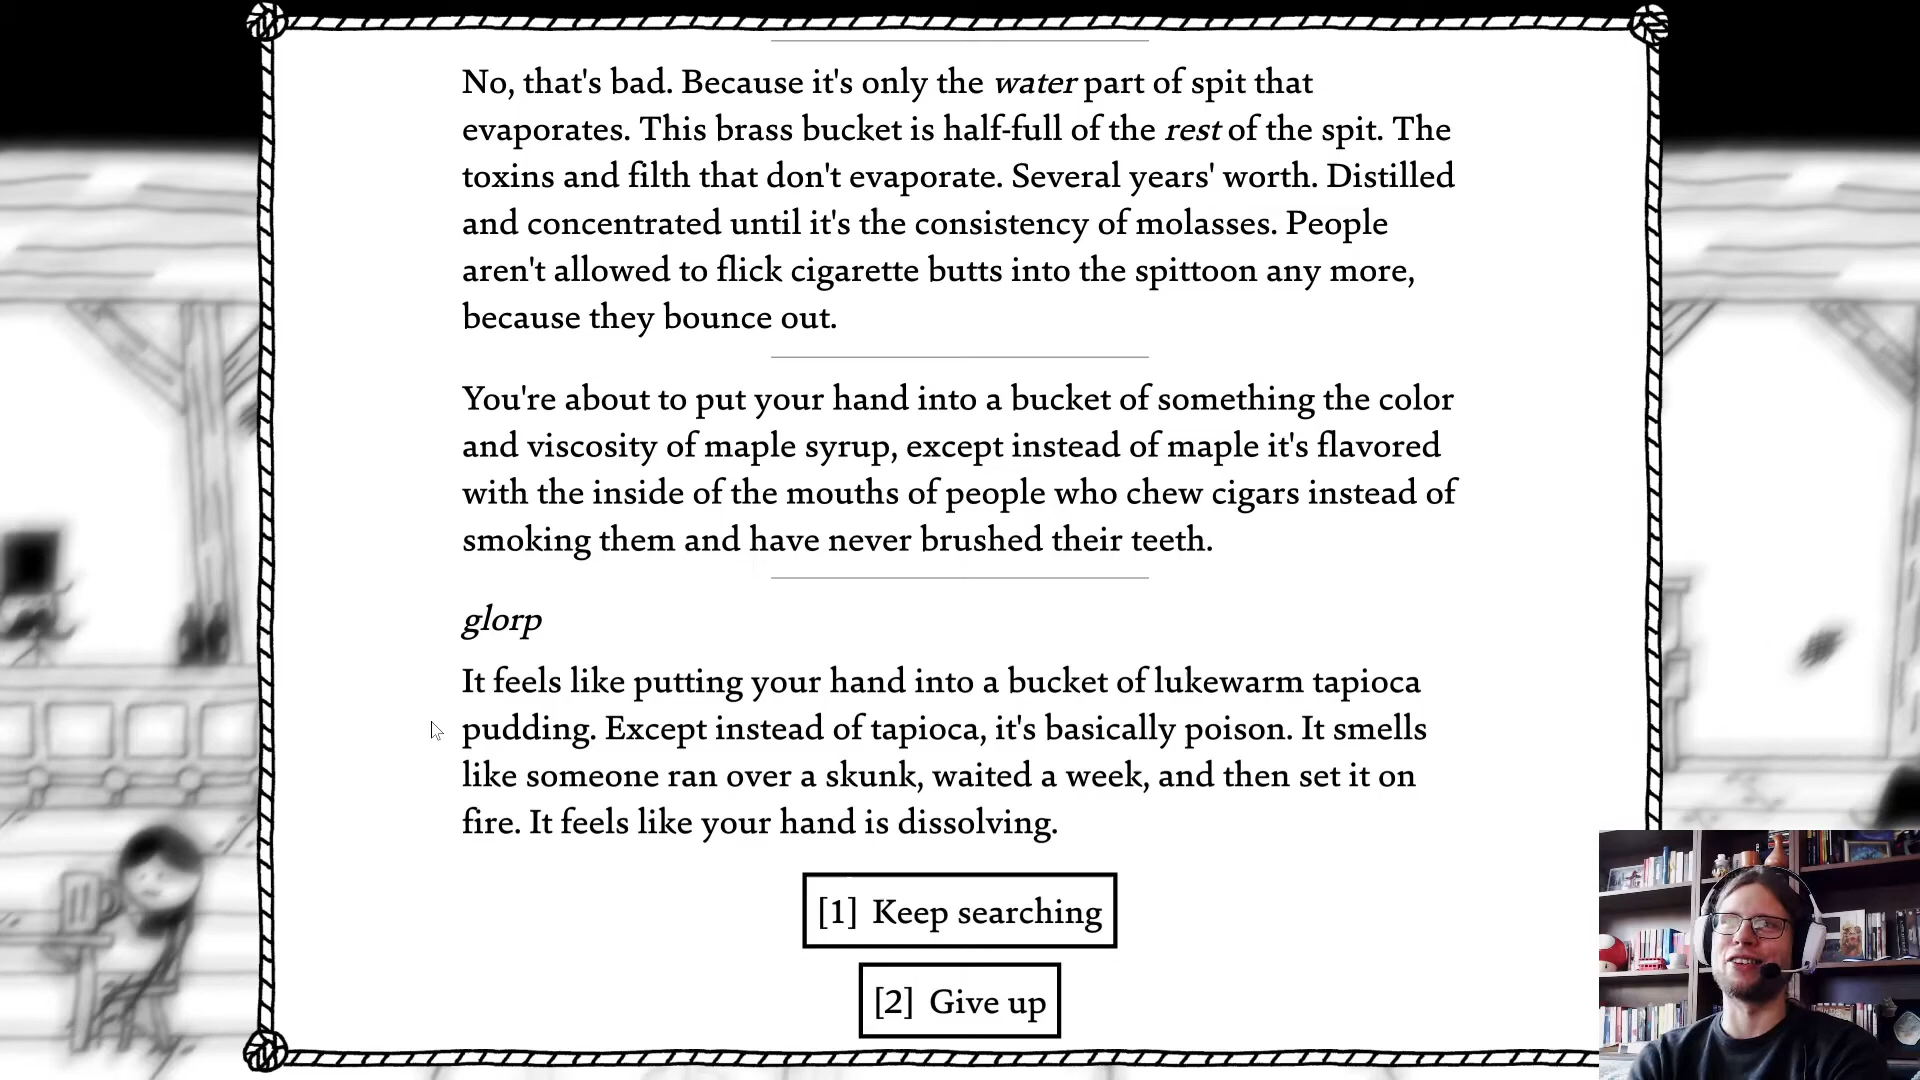 No, that's bad. Because it's only the water part of spit that
evaporates. This brass bucket is half-full of the rest of the spit. The
toxins and filth that don't evaporate. Several years' worth. Distilled
and concentrated until it's the consistency of molasses. People
aren't allowed to flick cigarette butts into the spittoon any more,
because they bounce out.
You're about to put your hand into a bucket of something the color
and viscosity of maple syrup, except instead of maple it's flavored
with the inside of the mouths of people who chew cigars instead of
smoking them and have never brushed their teeth.
glorp
It feels like putting your hand into a bucket of lukewarm tapioca
pudding. Except instead of tapioca, it's basically poison. It smells
like someone ran over a skunk, waited a week, and then set it on
fire. It feels like your hand is dissolving.
[1] Keep searching
[2] Give up